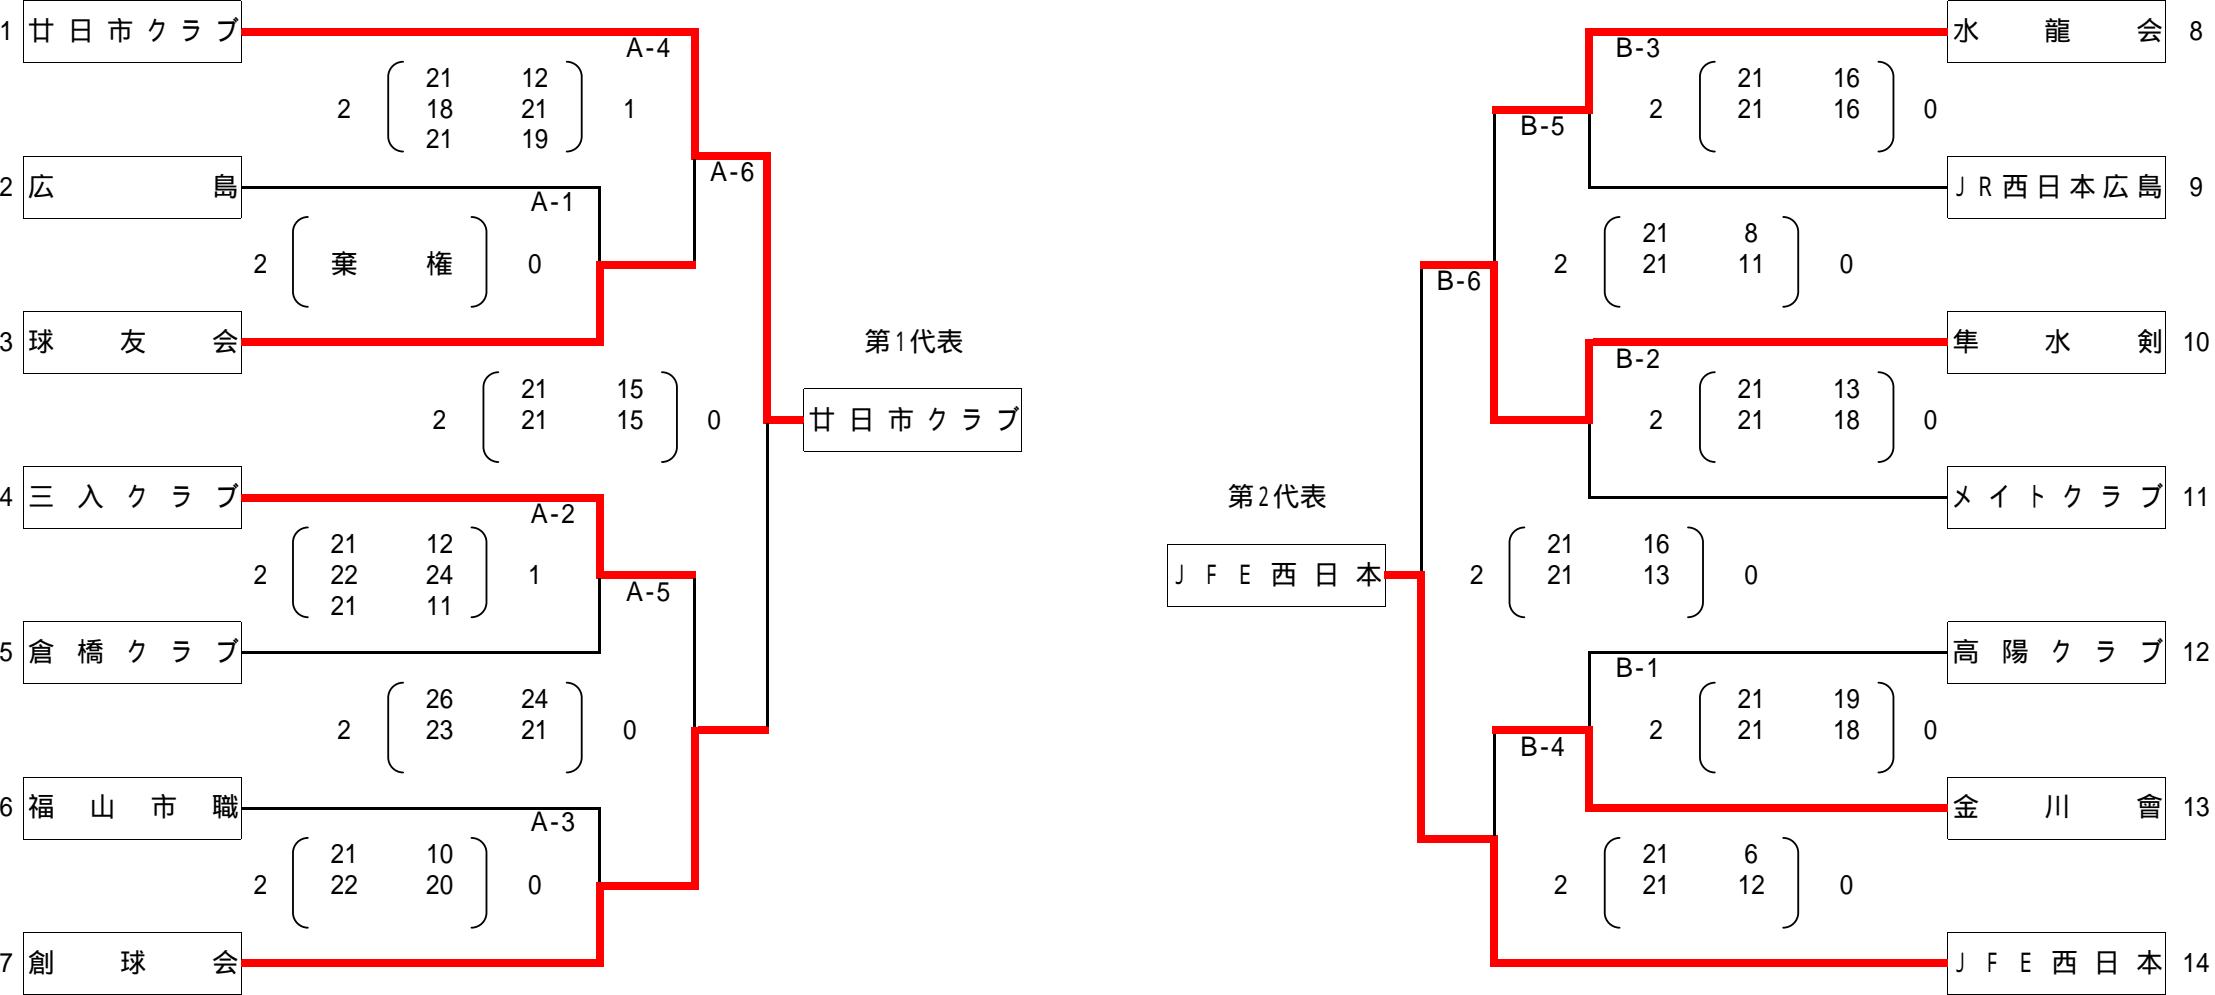 1 廿日市クラブ
A-4
21 12
2 18 21 1
21 19
2 広島
A-1
A-6
2 棄権 0
3 球友会
第1代表
21 15
2 21 15 0
廿日市クラブ
4 三入クラブ
A-2
21 12
2 22 24 1
21 11
A-5
5 倉橋クラブ
26 24
2 23 21 0
6 福山市職
A-3
21 10
2 22 20 0
7 創球会
水龍会 8
B-3
21 16
2 21 16 0
B-5
JR西日本広島 9
21 8
2 21 11 0
B-6
隼水剣 10
B-2
21 13
2 21 18 0
メイトクラブ 11
第2代表
21 16
JFE西日本 2 21 13 0
高陽クラブ 12
B-1
21 19
2 21 18 0
B-4
金川會 13
21 6
2 21 12 0
JFE西日本 14